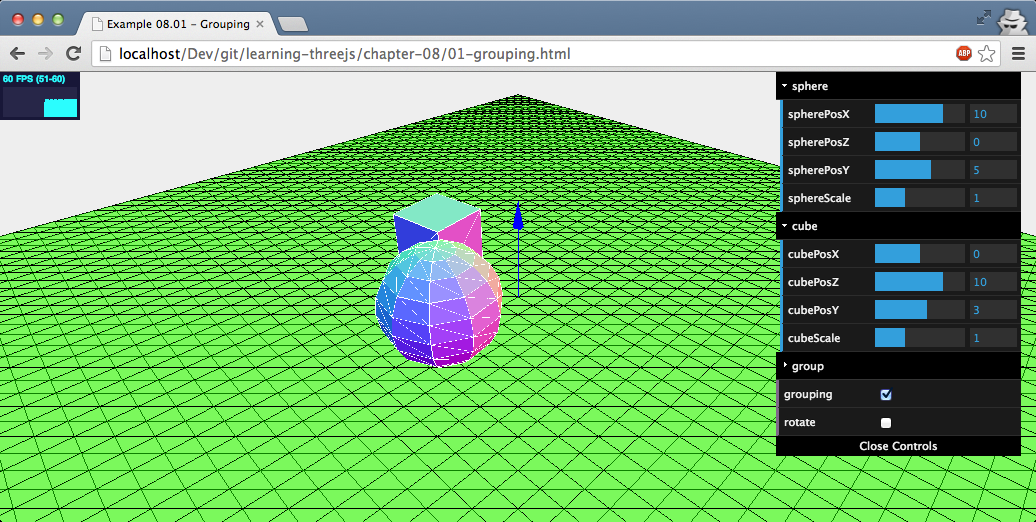 Example 08.01 - Grouping
localhost/Dev/git/learning-threejs/chapter-08/01-grouping.html
ABP
60 FPS (51-60)
sphere
spherePosX 10
spherePosZ 0
spherePosY 5
sphereScale 1
cube
cubePosX 0
cubePosZ 10
cubePosY 3
cubeScale 1
group
grouping
rotate
Close Controls